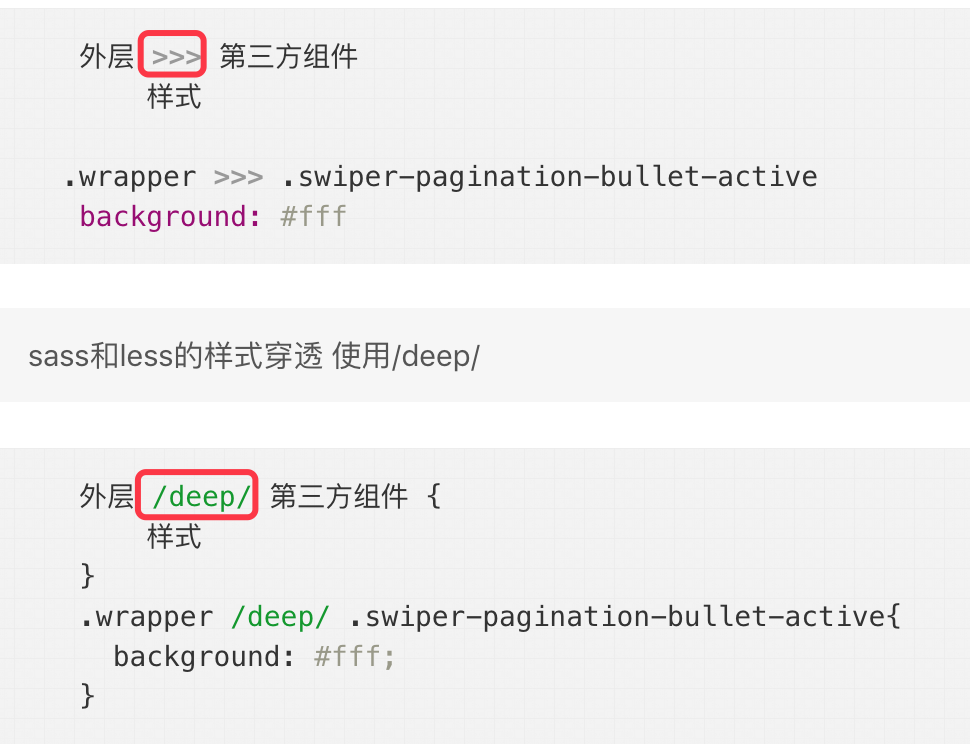 外层 >>> 第三方组件
样式
.wrapper >>> .swiper-pagination-bullet-active
background: #fff
sass和less的样式穿透 使用/deep/
外层 /deep/ 第三方组件 {
样式
}
.wrapper /deep/ .swiper-pagination-bullet-active{
background: #fff;
}